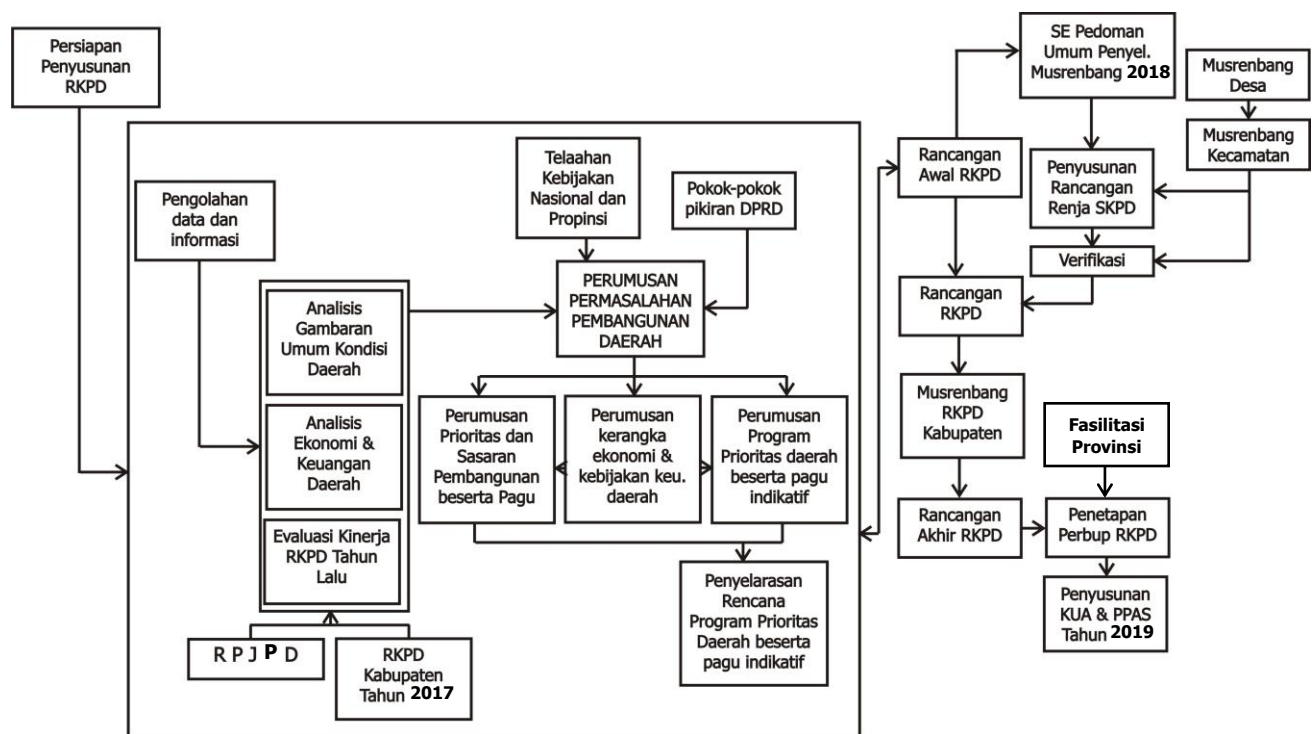 Persiapan
Penyusunan
RKPD
Pengolahan
data dan
informasi
Telaahan
Kebijakan
Nasional dan
Propinsi
Pokok-pokok
pikiran DPRD
PERUMUSAN
PERMASALAHAN
PEMBANGUNAN
DAERAH
Analisis
Gambaran
Umum Kondisi
Daerah
Analisis
Ekonomi &
Keuangan
Daerah
Evaluasi Kinerja
RKPD Tahun
Lalu
R P J P D
RKPD
Kabupaten
Tahun 2017
Perumusan
Prioritas dan
Sasaran
Pembangunan
beserta Pagu
Perumusan
kerangka
ekonomi &
kebijakan keu.
daerah
Perumusan
Program
Prioritas daerah
beserta pagu
indikatif
Penyelarasan
Rencana
Program Prioritas
Daerah beserta
pagu indikatif
SE Pedoman
Umum Penyel.
Musrenbang 2018
Musrenbang
Desa
Musrenbang
Kecamatan
Rancangan
Awal RKPD
Penyusunan
Rancangan
Renja SKPD
Verifikasi
Rancangan
RKPD
Musrenbang
RKPD
Kabupaten
Fasilitasi
Provinsi
Rancangan
Akhir RKPD
Penetapan
Perbup RKPD
Penyusunan
KUA & PPAS
Tahun 2019